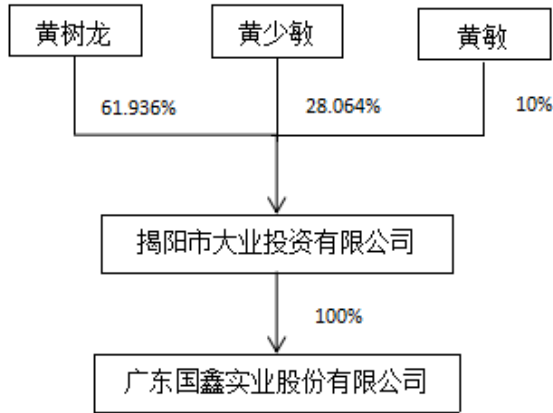 黄树龙 黄少敏 黄敏
61.936% 28.064% 10%
揭阳市大业投资有限公司
100%
广东国鑫实业股份有限公司